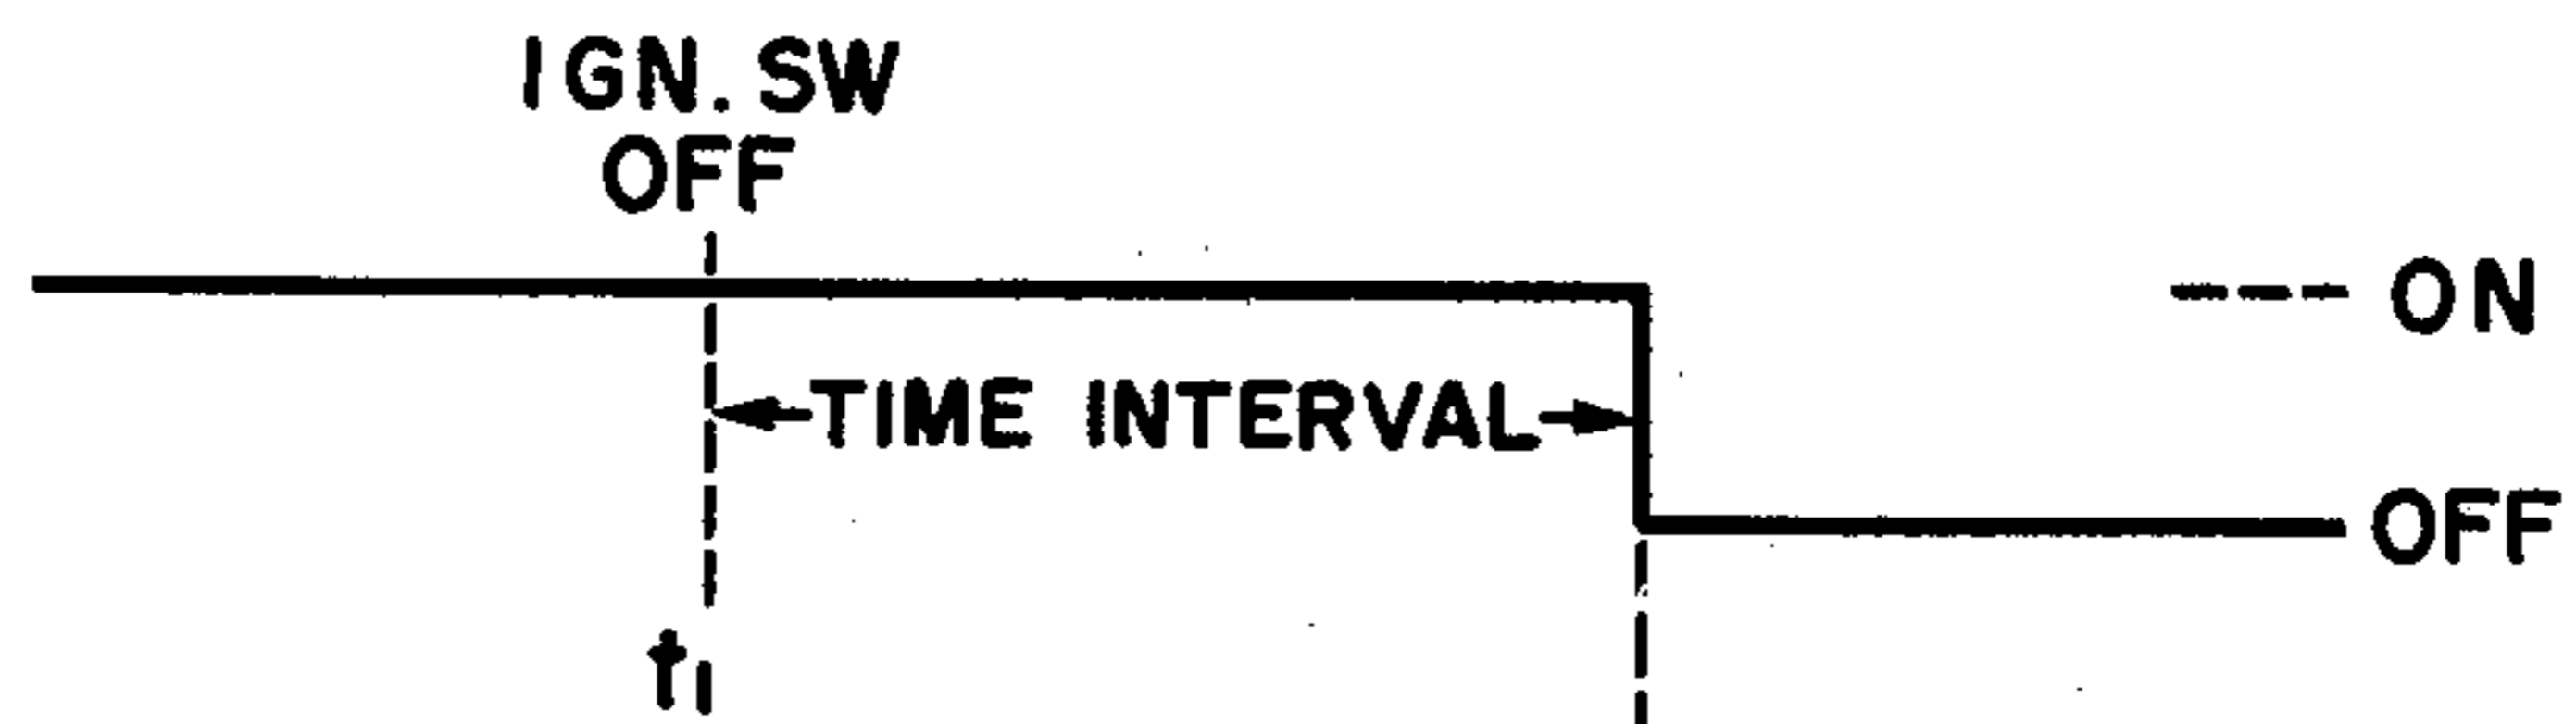 IGN. SW
OFF
ON
TIME INTERVAL
OFF
t1